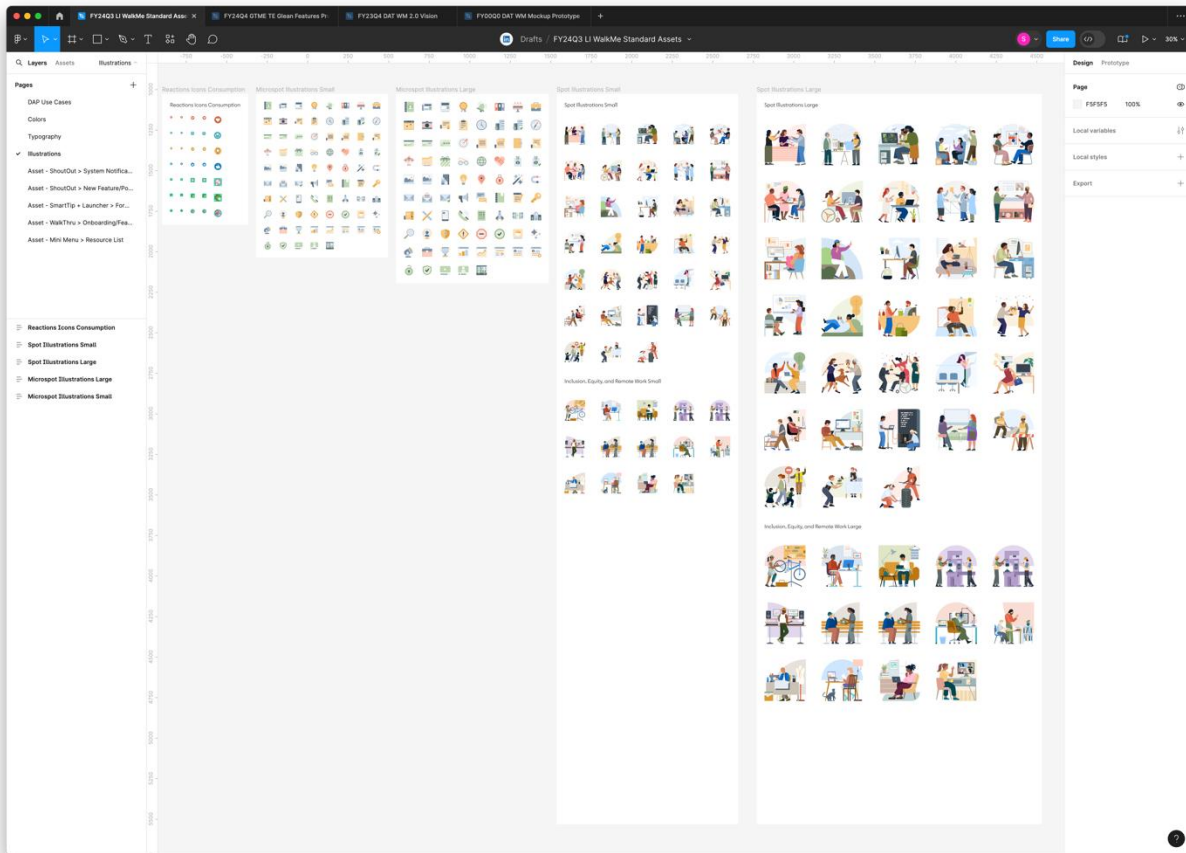 FY24Q3 LI WalkMe Standard Asse
FY24Q4 GTME TE Glean Features Pr
FY23Q4 DAT WM 2.0 Vision
FY00Q0 DAT WM Mockup Prototype
Drafts / FY24Q3 LI WalkMe Standard Assets
S
Share
30%
Layers Assets Illustrations
Pages
DAP Use Cases
Colors
Typography
Illustrations
Asset - ShoutOut > System Notifica...
Asset - ShoutOut > New Feature/Po...
Asset - SmartTip + Launcher > For...
Asset - WalkThru > Onboarding/Fea...
Asset - Mini Menu > Resource List
Reactions Icons Consumption
Spot Illustrations Small
Spot Illustrations Large
Microspot Illustrations Large
Microspot Illustrations Small
Reactions Icons Consumption
Reactions Icons Consumption
Microspot Illustrations Small
Microspot Illustrations Large
Spot Illustrations Small
Spot Illustrations Small
Inclusion, Equity, and Remote Work Small
Spot Illustrations Large
Spot Illustrations Large
Inclusion, Equity, and Remote Work Large
Design Prototype
Page
F5F5F5 100%
Local variables
Local styles
Export
?